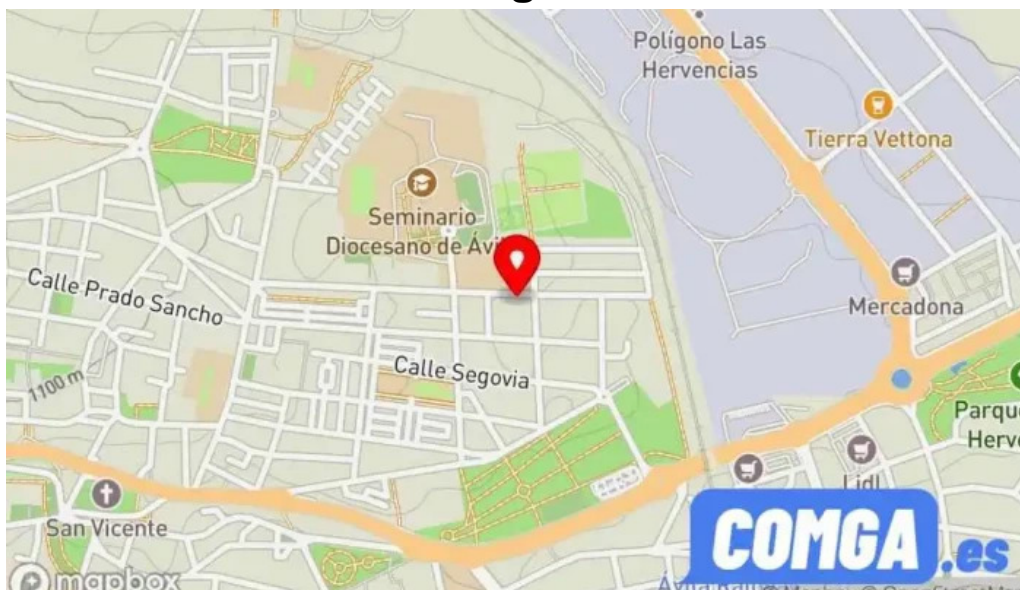 Polígono Las
Hervencias
Tierra Vettona
Seminario
Diocesano de Áv
Mercadona
Calle Prado Sancho
Calle Segovia
1100 m
Parqu
Herv
Lidl
San Vicente
COMGA.es
mapbox